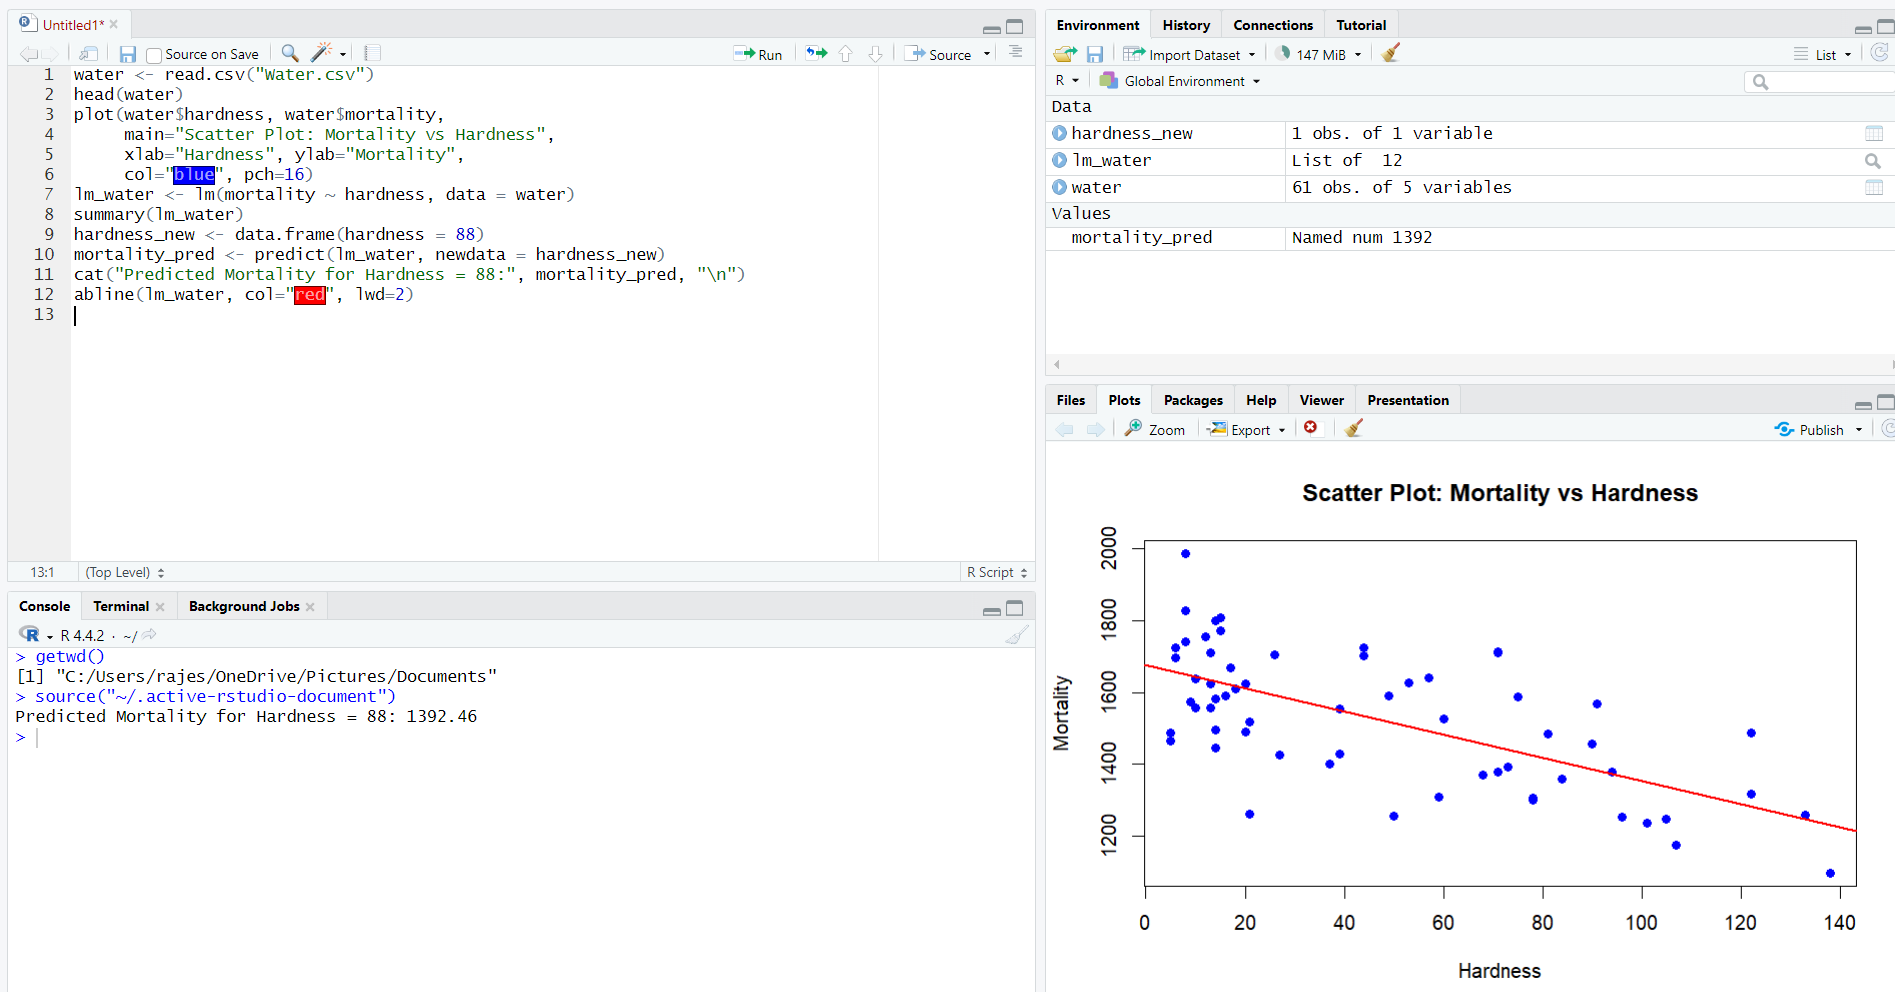 Untitled1*
Source on Save
Run
Source
1 water <- read.csv("Water.csv")
2 head(water)
3 plot(water$hardness, water$mortality,
4 main="Scatter Plot: Mortality vs Hardness",
5 xlab="Hardness", ylab="Mortality",
6 col="blue", pch=16)
7 lm_water <- lm(mortality ~ hardness, data = water)
8 summary(lm_water)
9 hardness_new <- data.frame(hardness = 88)
10 mortality_pred <- predict(lm_water, newdata = hardness_new)
11 cat("Predicted Mortality for Hardness = 88:", mortality_pred, "\n")
12 abline(lm_water, col="red", lwd=2)
13
13:1 (Top Level) R Script
Console Terminal Background Jobs
R R 4.4.2 · ~/
> getwd()
[1] "C:/Users/rajes/OneDrive/Pictures/Documents"
> source("~/.active-rstudio-document")
Predicted Mortality for Hardness = 88: 1392.46
>
Environment History Connections Tutorial
Import Dataset 147 MiB List
R Global Environment
Data
hardness_new 1 obs. of 1 variable
lm_water List of  12
water 61 obs. of 5 variables
Values
mortality_pred Named num 1392
Files Plots Packages Help Viewer Presentation
Zoom Export Publish
Scatter Plot: Mortality vs Hardness
Mortality
2000
1800
1600
1400
1200
0 20 40 60 80 100 120 140
Hardness